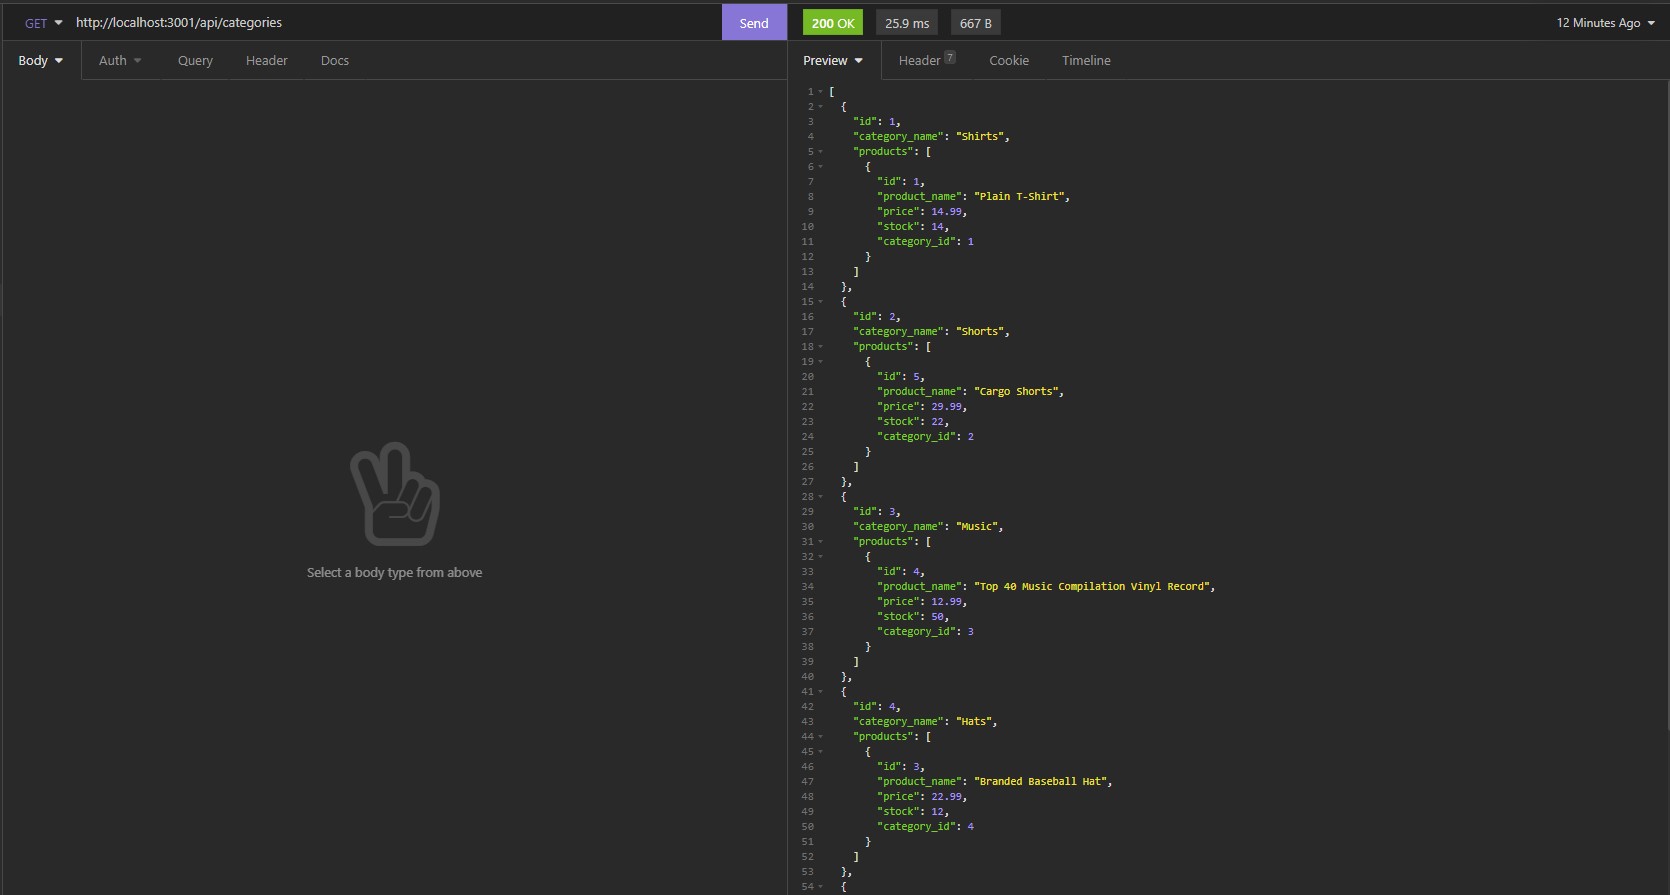 GET http://localhost:3001/api/categories Send 200 OK 25.9 ms 667 B 12 Minutes Ago
Body Auth Query Header Docs Preview Header 7 Cookie Timeline
Select a body type from above
1 [
2 {
3 "id": 1,
4 "category_name": "Shirts",
5 "products": [
6 {
7 "id": 1,
8 "product_name": "Plain T-Shirt",
9 "price": 14.99,
10 "stock": 14,
11 "category_id": 1
12 }
13 ]
14 },
15 {
16 "id": 2,
17 "category_name": "Shorts",
18 "products": [
19 {
20 "id": 5,
21 "product_name": "Cargo Shorts",
22 "price": 29.99,
23 "stock": 22,
24 "category_id": 2
25 }
26 ]
27 },
28 {
29 "id": 3,
30 "category_name": "Music",
31 "products": [
32 {
33 "id": 4,
34 "product_name": "Top 40 Music Compilation Vinyl Record",
35 "price": 12.99,
36 "stock": 50,
37 "category_id": 3
38 }
39 ]
40 },
41 {
42 "id": 4,
43 "category_name": "Hats",
44 "products": [
45 {
46 "id": 3,
47 "product_name": "Branded Baseball Hat",
48 "price": 22.99,
49 "stock": 12,
50 "category_id": 4
51 }
52 ]
53 },
54 {